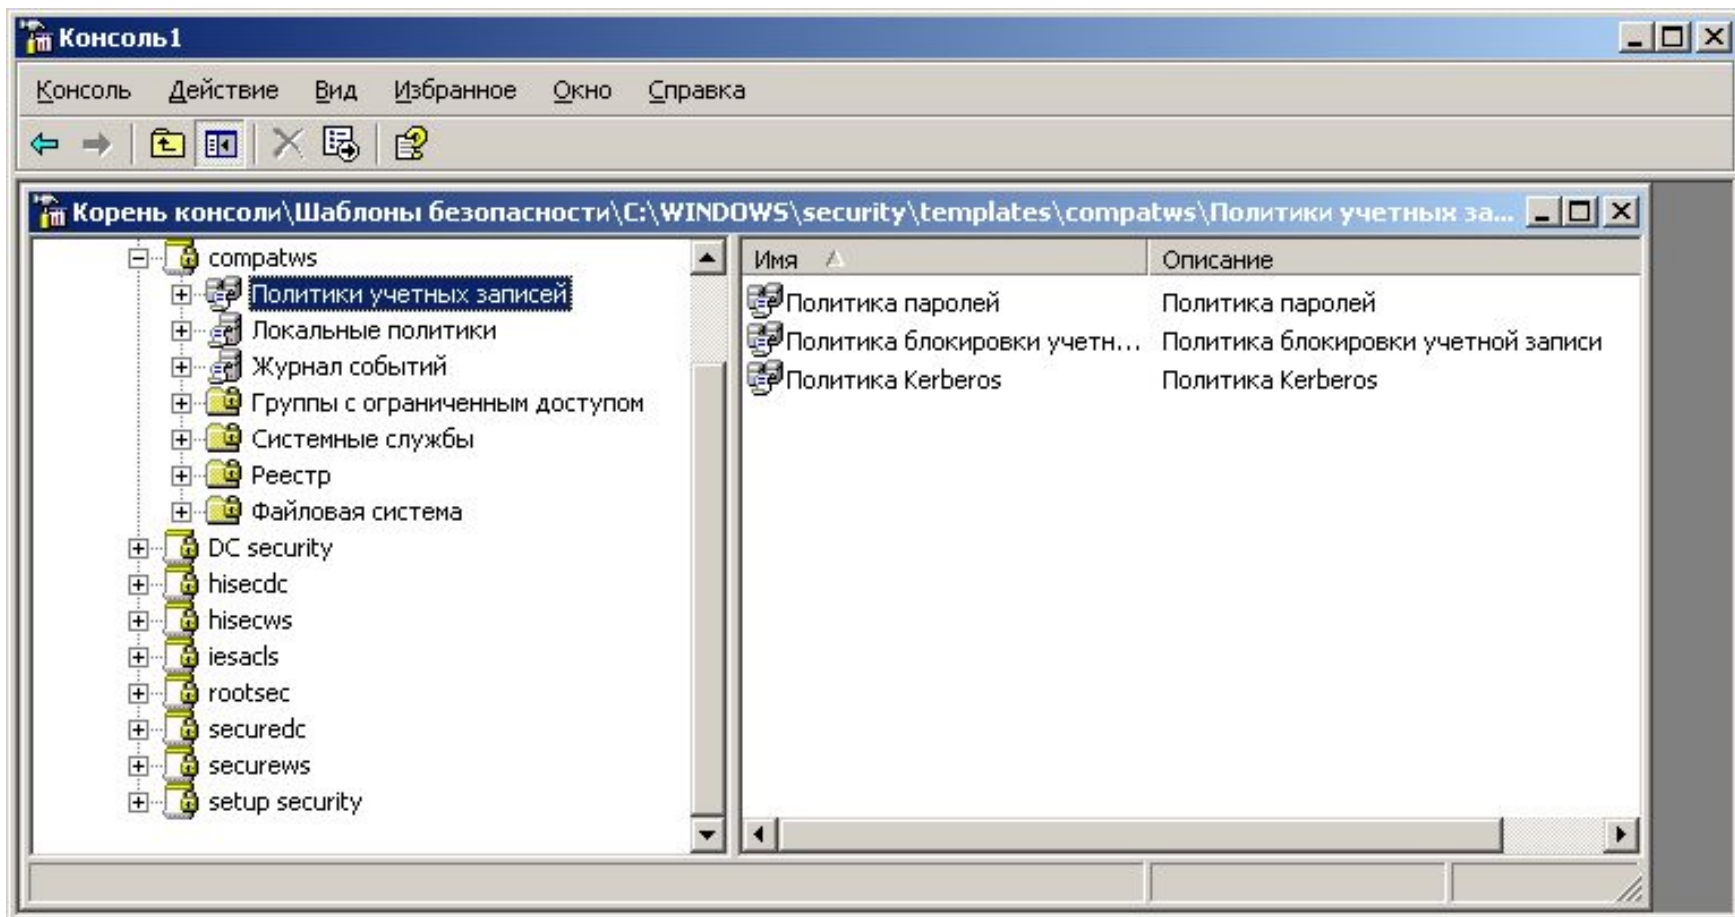 Консоль1
Консоль Действие Вид Избранное Окно Справка
Корень консоли\Шаблоны безопасности\C:\WINDOWS\security\templates\compatws\Политики учетных за...
compatws
Политики учетных записей
Локальные политики
Журнал событий
Группы с ограниченным доступом
Системные службы
Реестр
Файловая система
DC security
hisecdc
hisecws
iesacls
rootsec
securedc
securews
setup security
Имя Описание
Политика паролей Политика паролей
Политика блокировки учетн... Политика блокировки учетной записи
Политика Kerberos Политика Kerberos